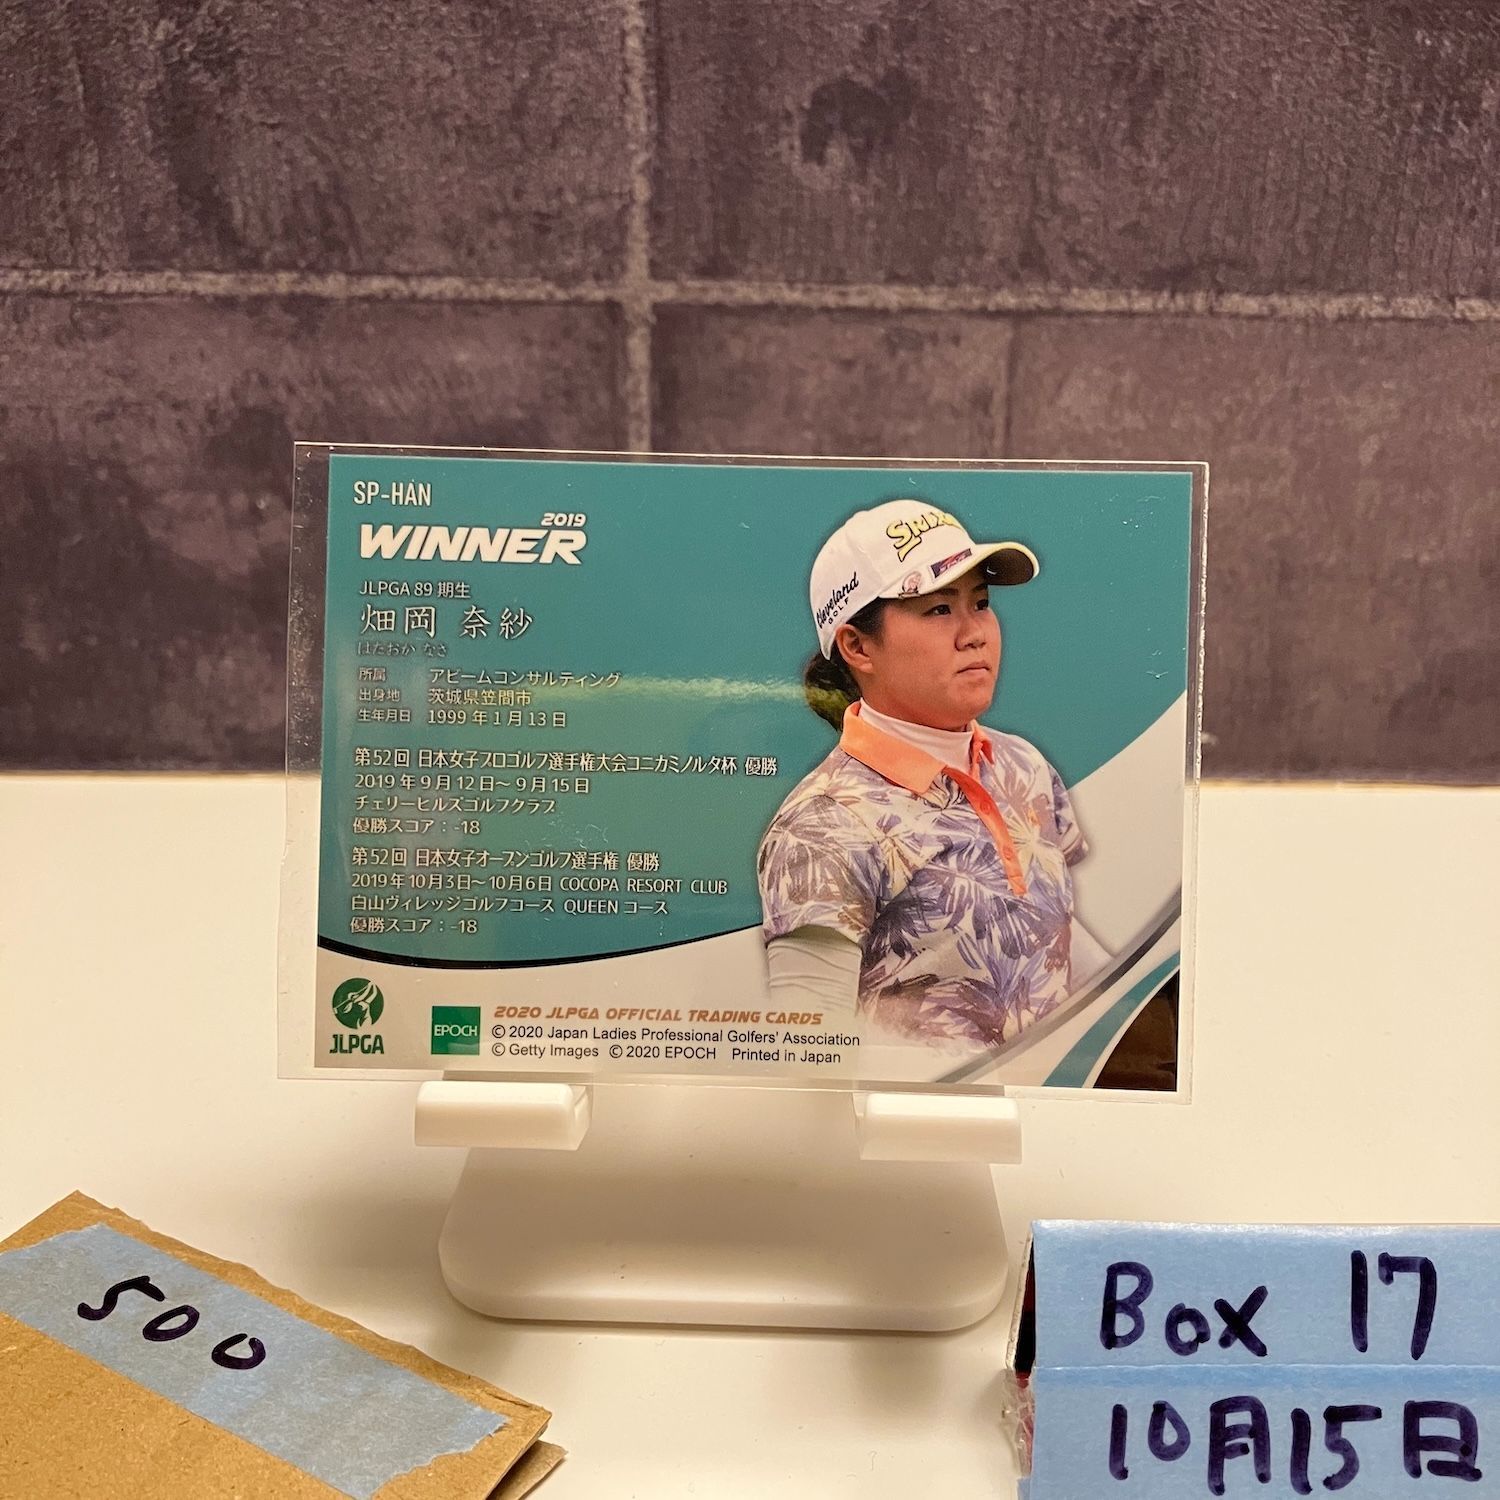 SP-HAN
2019
WINNER
JLPGA 89 期生
畑岡 奈紗
はたおか なさ
所属 アビームコンサルティング
出身地 茨城県笠間市
生年月日 1999 年 1 月 13 日
第52回 日本女子プロゴルフ選手権大会コニカミノルタ杯 優勝
2019 年 9 月 12 日〜 9 月 15 日
チェリーヒルズゴルフクラブ
優勝スコア：-18
第52回 日本女子オープンゴルフ選手権 優勝
2019 年 10 月 3 日〜 10 月 6 日 COCOPA RESORT CLUB
白山ヴィレッジゴルフコース QUEEN コース
優勝スコア：-18
Cleveland
GOLF
JLPGA
EPOCH
2020 JLPGA OFFICIAL TRADING CARDS
© 2020 Japan Ladies Professional Golfers' Association
© Getty Images © 2020 EPOCH Printed in Japan
500
Box 17
10月15日